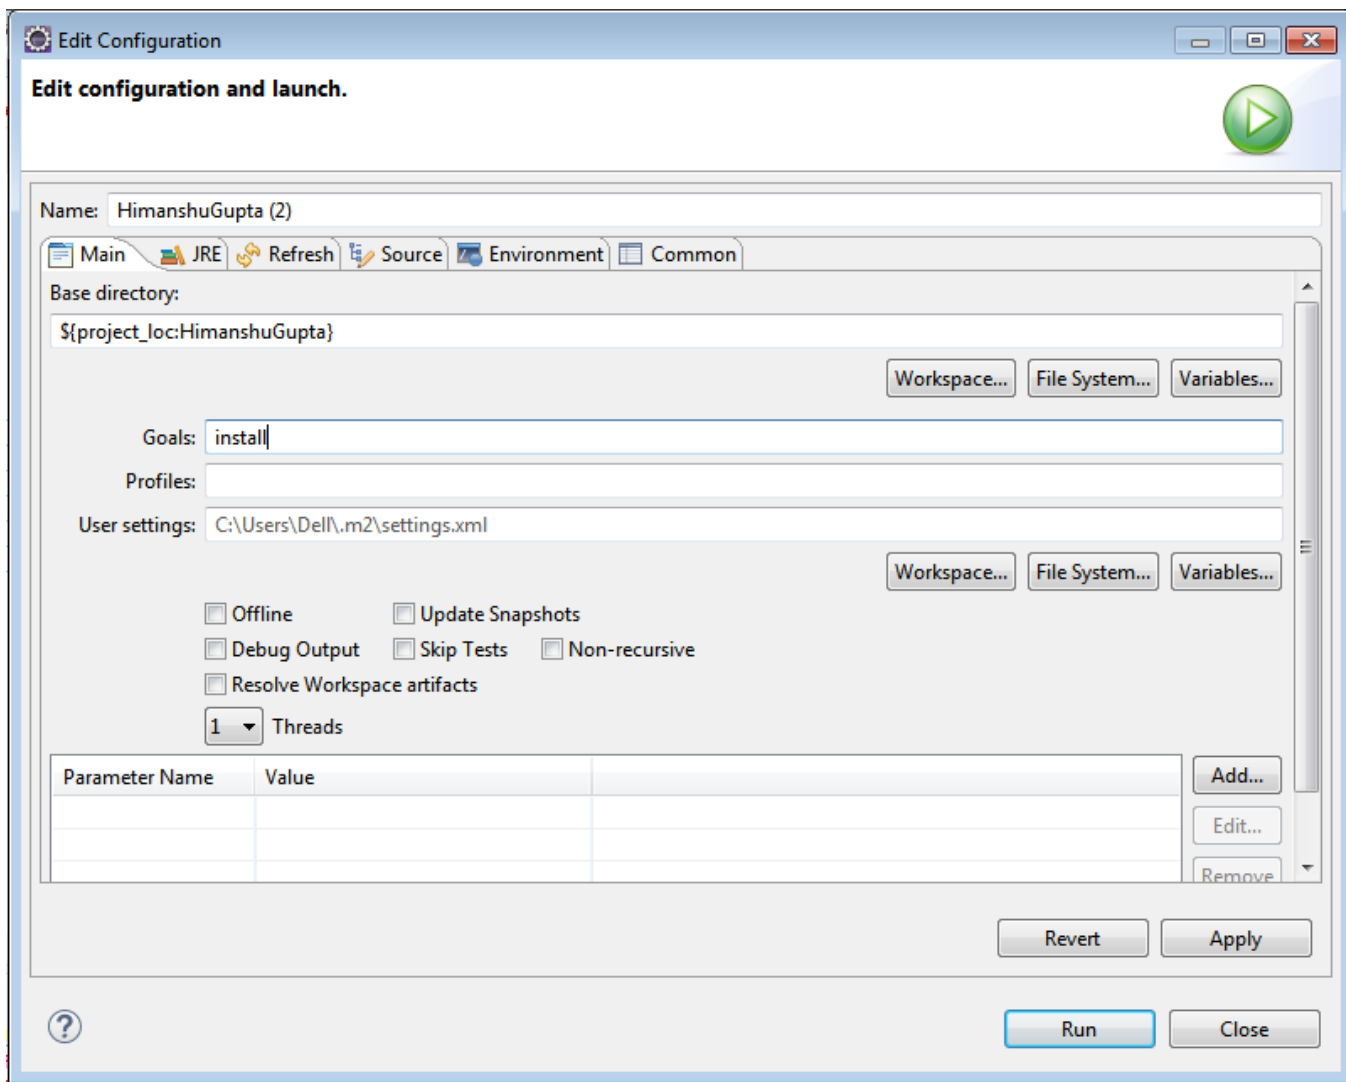 Edit Configuration
Edit configuration and launch.
Name: HimanshuGupta (2)
Main JRE Refresh Source Environment Common
Base directory:
${project_loc:HimanshuGupta}
Workspace... File System... Variables...
Goals: install
Profiles:
User settings: C:\Users\Dell\.m2\settings.xml
Workspace... File System... Variables...
Offline Update Snapshots
Debug Output Skip Tests Non-recursive
Resolve Workspace artifacts
1 Threads
Parameter Name Value Add...
Edit...
Remove
Revert Apply
? Run Close